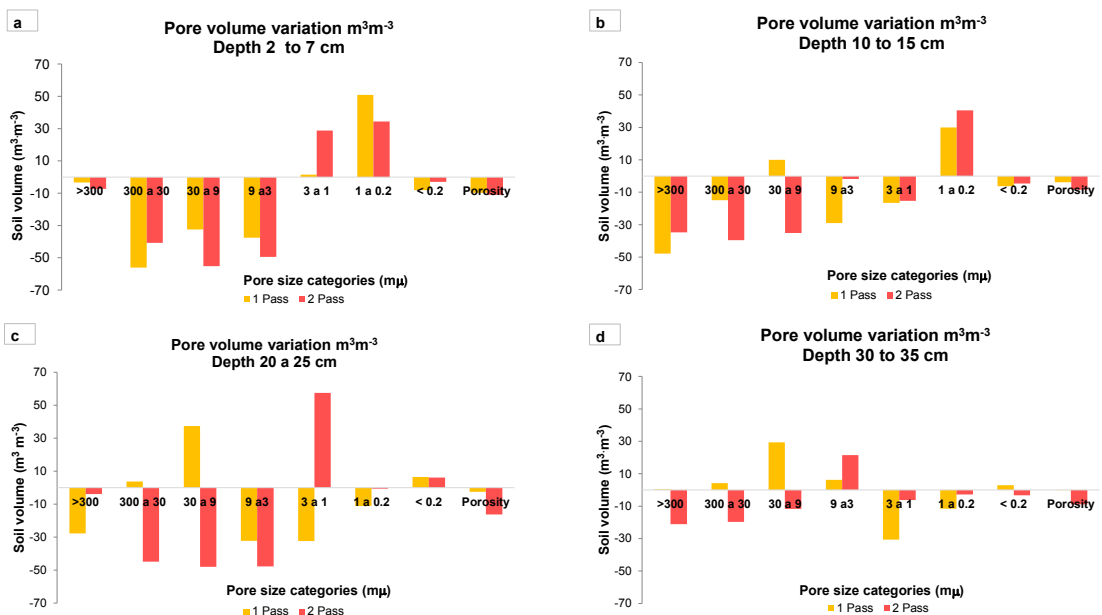 a
Pore volume variation m³m⁻³
Depth 2 to 7 cm
Soil volume (m³·m⁻³)
70
50
30
10
-10
-30
-50
-70
>300 300 a 30 30 a 9 9 a3 3 a 1 1 a 0.2 < 0.2 Porosity
Pore size categories (mµ)
1 Pass 2 Pass
b
Pore volume variation m³m⁻³
Depth 10 to 15 cm
Soil volume (m³·m⁻³)
70
50
30
10
-10
-30
-50
-70
>300 300 a 30 30 a 9 9 a3 3 a 1 1 a 0.2 < 0.2 Porosity
Pore size categories (mµ)
1 Pass 2 Pass
c
Pore volume variation m³m⁻³
Depth 20 a 25 cm
Soil volume (m³ m⁻³)
70
50
30
10
-10
-30
-50
-70
>300 300 a 30 30 a 9 9 a3 3 a 1 1 a 0.2 < 0.2 Porosity
Pore size categories (mµ)
1 Pass 2 Pass
d
Pore volume variation m³m⁻³
Depth 30 to 35 cm
Soil volume (m³·m⁻³)
70
50
30
10
-10
-30
-50
-70
>300 300 a 30 30 a 9 9 a3 3 a 1 1 a 0.2 < 0.2 Porosity
Pore size categories (mµ)
1 Pass 2 Pass